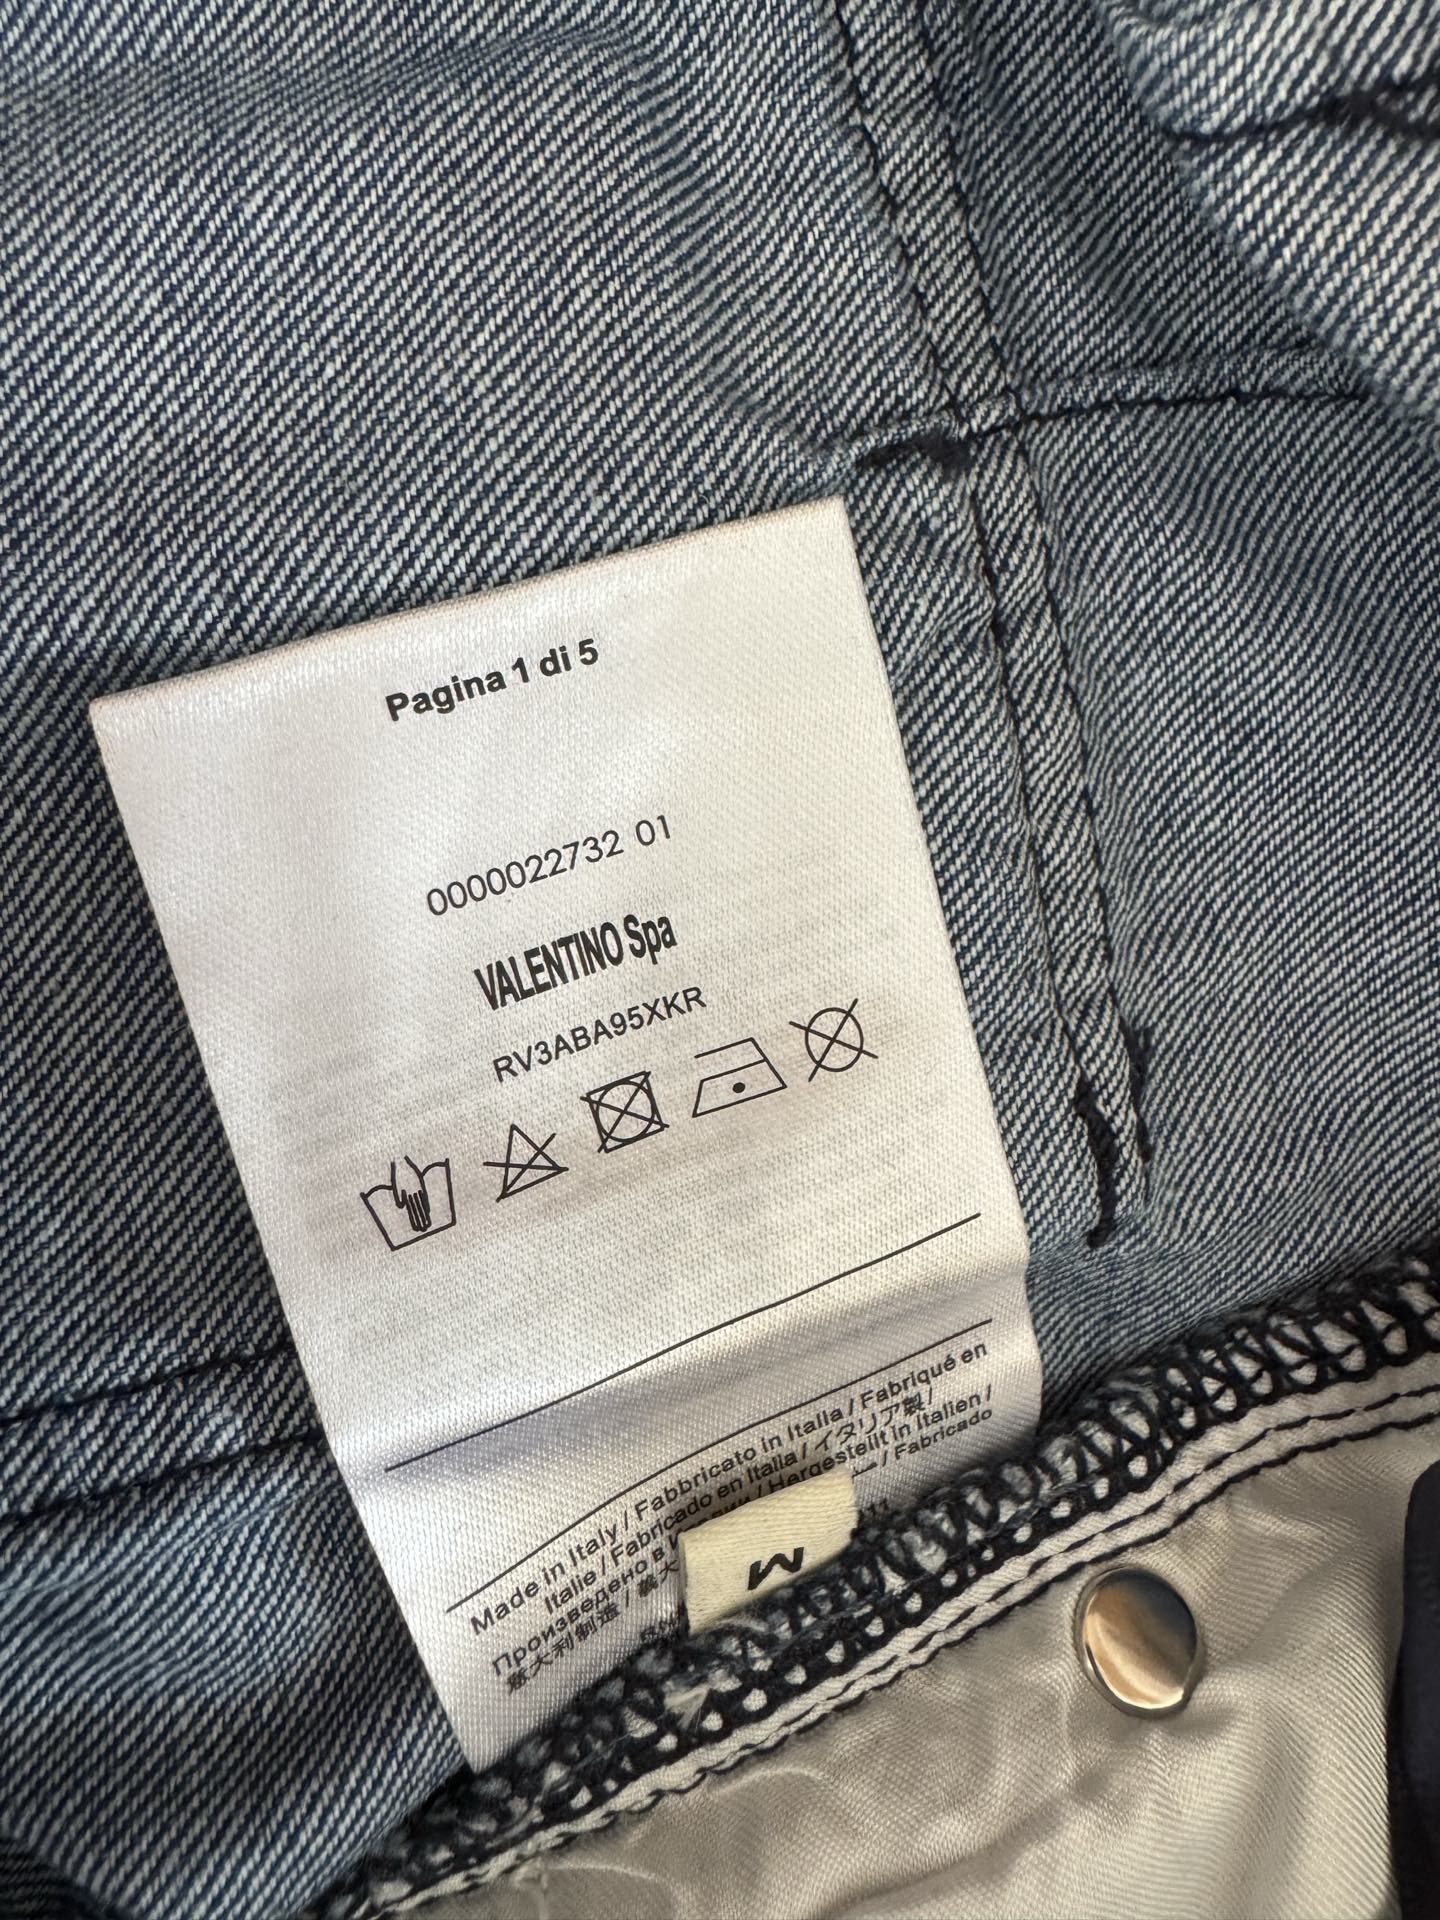 Pagina 1 di 5
0000022732 01
VALENTINO Spa
RV3ABA95XKR
Made in Italy / Fabbricato in Italia / Fabriqué en
Italie / Fabricado en Italia / イタリア製 /
Произведено в / Hergestellt in Italien /
意大利制造 / / Fabricado
M